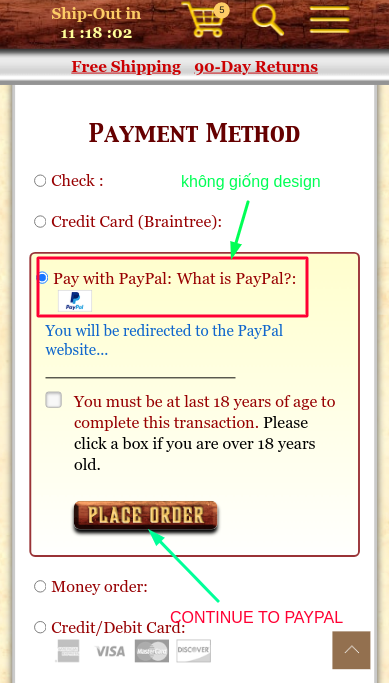 Ship-Out in
11 :18 :02
5
Free Shipping 90-Day Returns
Payment Method
không giống design
Check :
Credit Card (Braintree):
Pay with PayPal: What is PayPal?:
PayPal
You will be redirected to the PayPal
website...
You must be at last 18 years of age to
complete this transaction. Please
click a box if you are over 18 years
old.
PLACE ORDER
Money order:
CONTINUE TO PAYPAL
Credit/Debit Card:
VISA
MasterCard
DISCOVER